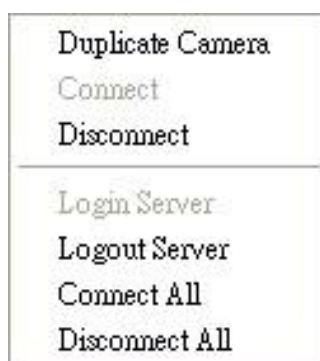 Duplicate Camera
Connect
Disconnect
Login Server
Logout Server
Connect All
Disconnect All